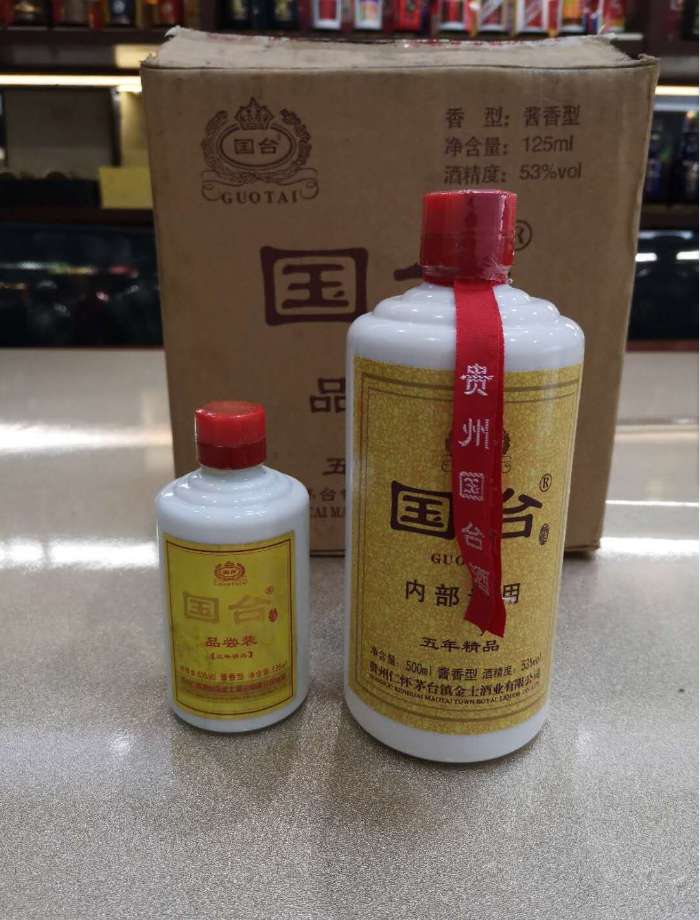 国台
GUOTAI
香 型：酱香型
净含量：125ml
酒精度：53%vol
国台®
品
五
贵州国台酒
国台®
GUO
内部 用
五年精品
净含量：500ml 酱香型 酒精度：53%vol
贵州仁怀茅台镇金士酒业有限公司
国台®
品尝装